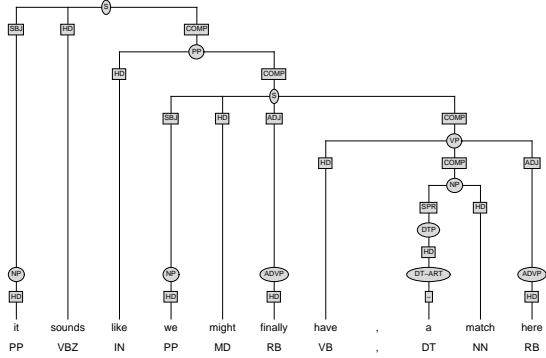 S
SBJ HD COMP
PP
HD COMP
S
SBJ HD ADJ COMP
VP
HD COMP ADJ
NP
SPR HD
DTP
HD
NP NP ADVP DT–ART ADVP
HD HD HD – HD
it sounds like we might finally have , a match here
PP VBZ IN PP MD RB VB , DT NN RB